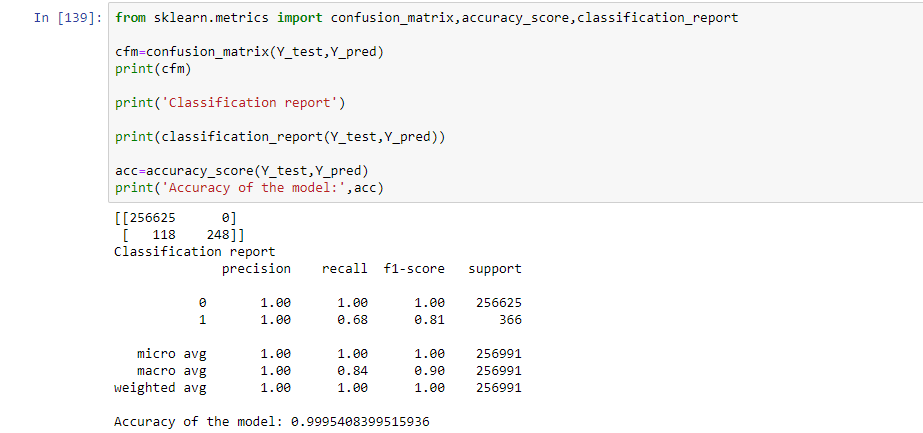 In [139]: from sklearn.metrics import confusion_matrix,accuracy_score,classification_report
cfm=confusion_matrix(Y_test,Y_pred)
print(cfm)
print('Classification report')
print(classification_report(Y_test,Y_pred))
acc=accuracy_score(Y_test,Y_pred)
print('Accuracy of the model:',acc)
[[256625      0]
 [   118    248]]
Classification report
              precision    recall  f1-score   support
           0       1.00      1.00      1.00    256625
           1       1.00      0.68      0.81       366
   micro avg       1.00      1.00      1.00    256991
   macro avg       1.00      0.84      0.90    256991
weighted avg       1.00      1.00      1.00    256991
Accuracy of the model: 0.9995408399515936